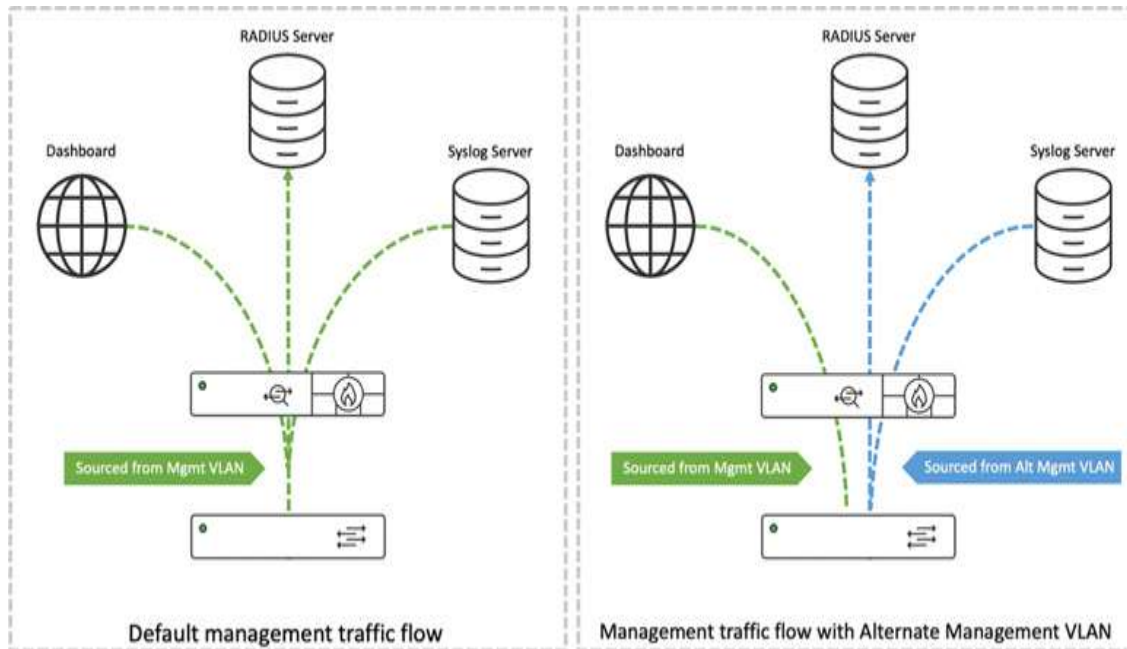 RADIUS Server
Dashboard
Syslog Server
Sourced from Mgmt VLAN
Default management traffic flow
RADIUS Server
Dashboard
Syslog Server
Sourced from Mgmt VLAN
Sourced from Alt Mgmt VLAN
Management traffic flow with Alternate Management VLAN